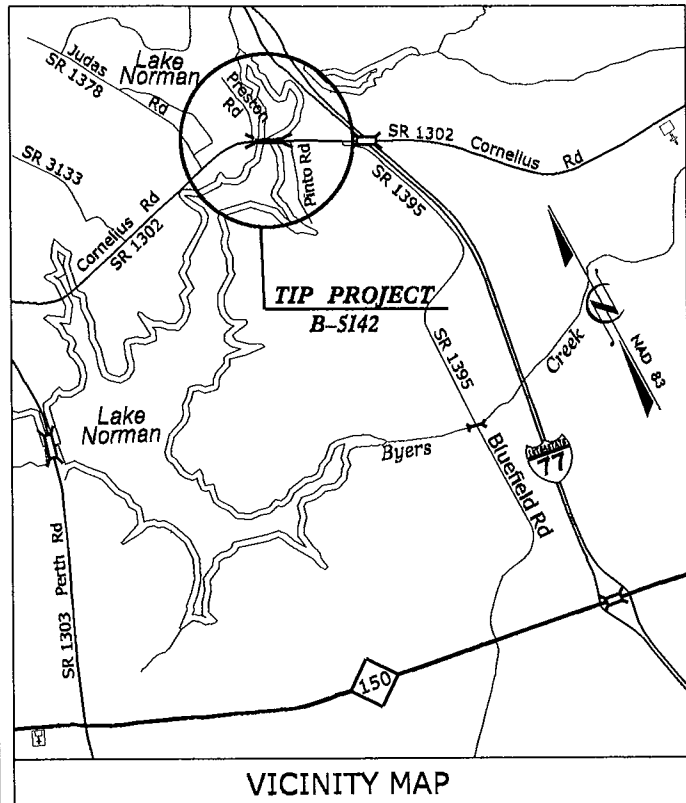 Lake
Norman
Judas
Rd
SR 1378
Preston
Rd
SR 1302
Cornelius
Rd
SR 3133
Pinto Rd
SR 1395
Cornelius Rd
SR 1302
TIP PROJECT
B-5142
NAD 83
SR 1395
Creek
Lake
Norman
Byers
Bluefield Rd
INTERSTATE
77
SR 1303 Perth Rd
150
VICINITY MAP